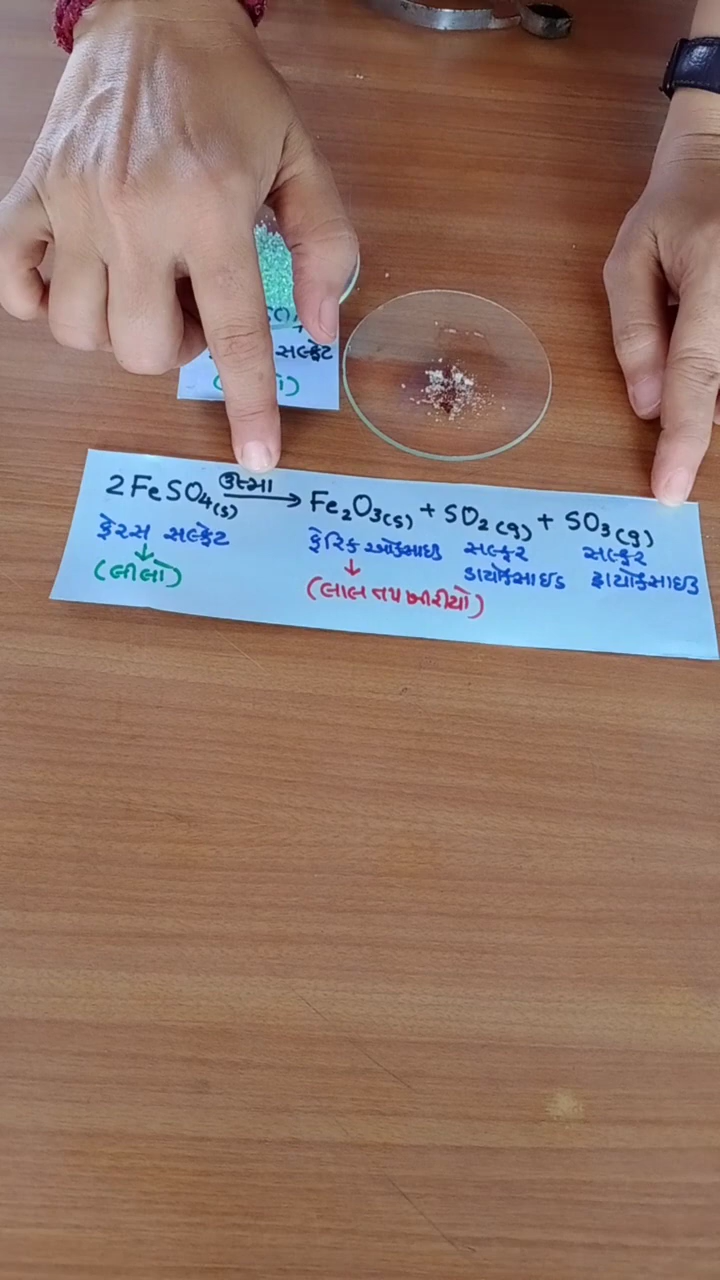 સલ્ફેટ
2FeSO₄(s) ઉષ્મા → Fe₂O₃(s) + SO₂(g) + SO₃(g)
ફેરસ સલ્ફેટ ફેરિક ઓક્સાઇડ સલ્ફર સલ્ફર
ડાયોક્સાઇડ ટ્રાયોક્સાઇડ
(લીલો) (લાલ તપખીરીયો)